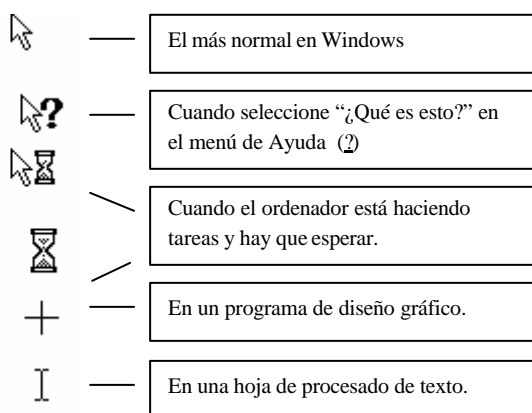 El más normal en Windows
Cuando seleccione “¿Qué es esto?” en
el menú de Ayuda (?)
Cuando el ordenador está haciendo
tareas y hay que esperar.
En un programa de diseño gráfico.
En una hoja de procesado de texto.